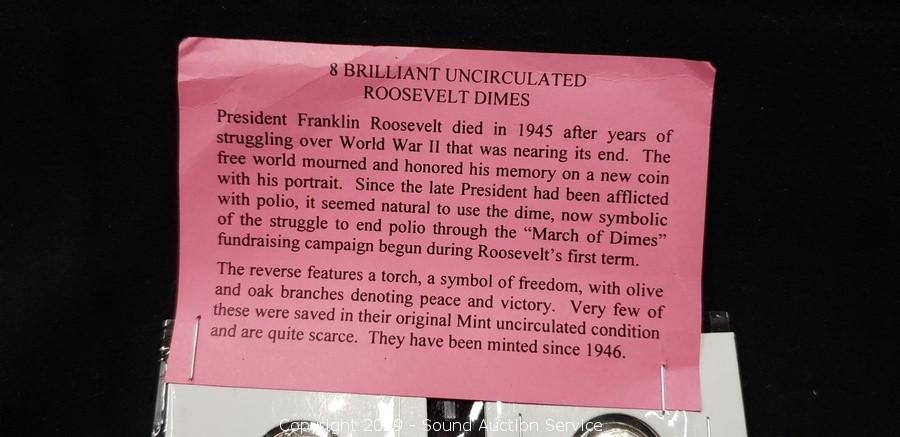 8 BRILLIANT UNCIRCULATED
ROOSEVELT DIMES
President Franklin Roosevelt died in 1945 after years of
struggling over World War II that was nearing its end. The
free world mourned and honored his memory on a new coin
with his portrait. Since the late President had been afflicted
with polio, it seemed natural to use the dime, now symbolic
of the struggle to end polio through the “March of Dimes”
fundraising campaign begun during Roosevelt’s first term.
The reverse features a torch, a symbol of freedom, with olive
and oak branches denoting peace and victory. Very few of
these were saved in their original Mint uncirculated condition
and are quite scarce. They have been minted since 1946.
Copyright 2019 - Sound Auction Service